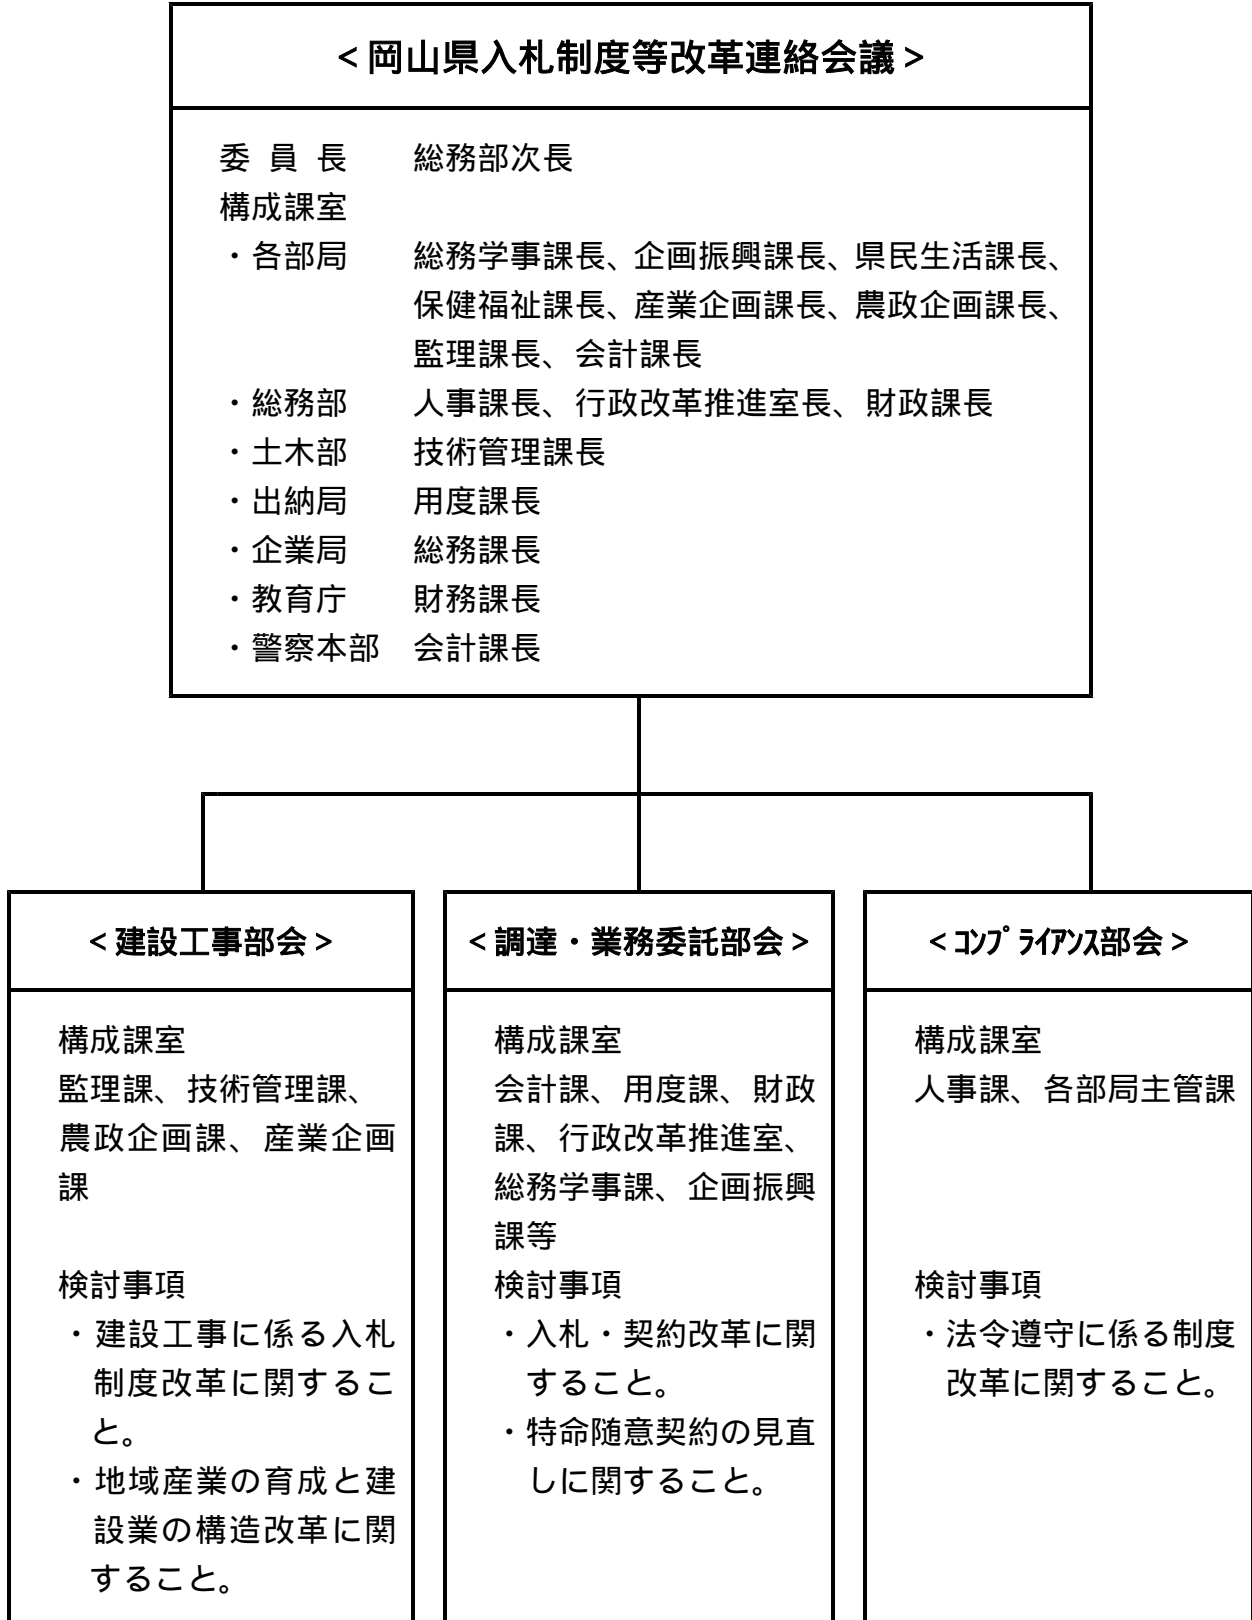 ＜岡山県入札制度等改革連絡会議＞
委 員 長　総務部次長
構成課室
・各部局　総務学事課長、企画振興課長、県民生活課長、
保健福祉課長、産業企画課長、農政企画課長、
監理課長、会計課長
・総務部　人事課長、行政改革推進室長、財政課長
・土木部　技術管理課長
・出納局　用度課長
・企業局　総務課長
・教育庁　財務課長
・警察本部　会計課長
＜建設工事部会＞
構成課室
監理課、技術管理課、
農政企画課、産業企画
課
検討事項
・建設工事に係る入札
制度改革に関するこ
と。
・地域産業の育成と建
設業の構造改革に関
すること。
＜調達・業務委託部会＞
構成課室
会計課、用度課、財政
課、行政改革推進室、
総務学事課、企画振興
課等
検討事項
・入札・契約改革に関
すること。
・特命随意契約の見直
しに関すること。
＜ｺﾝﾌﾟﾗｲｱﾝｽ部会＞
構成課室
人事課、各部局主管課
検討事項
・法令遵守に係る制度
改革に関すること。